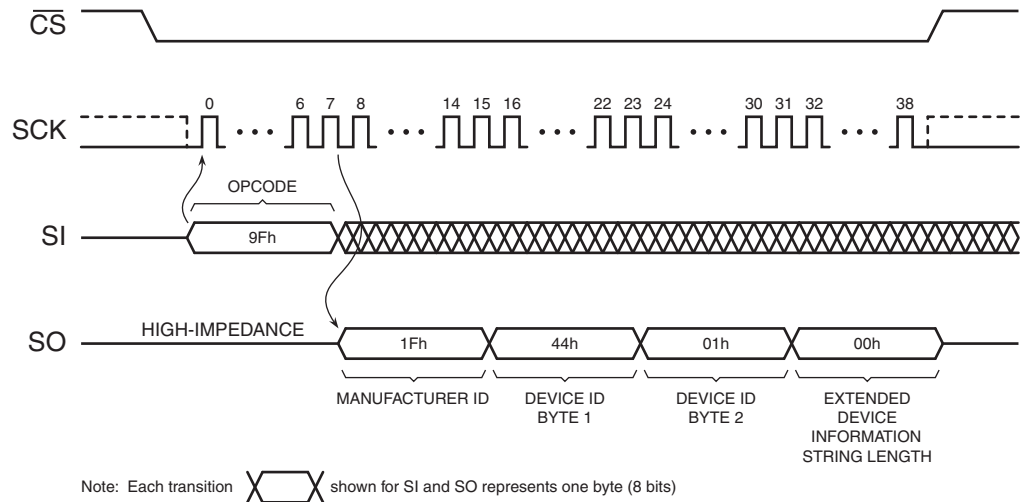 CS
SCK
0 6 7 8 14 15 16 22 23 24 30 31 32 38
OPCODE
SI
9Fh
HIGH-IMPEDANCE
SO
1Fh 44h 01h 00h
MANUFACTURER ID
DEVICE ID
BYTE 1
DEVICE ID
BYTE 2
EXTENDED
DEVICE
INFORMATION
STRING LENGTH
Note: Each transition shown for SI and SO represents one byte (8 bits)